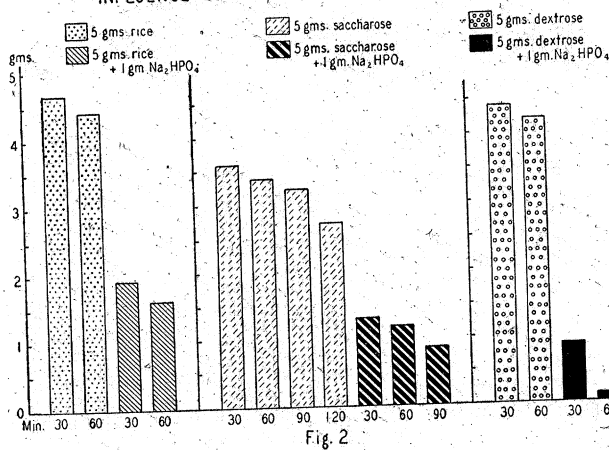 INFLUENCE
5 gms. rice
5 gms. rice
+ 1 gm. Na₂HPO₄
5 gms. saccharose
5 gms. saccharose
+ 1 gm. Na₂HPO₄
5 gms. dextrose
5 gms. dextrose
+ 1 gm. Na₂HPO₄
gms.
5
4
3
2
1
0
Min. 30 60 30 60 30 60 90 120 30 60 90 30 60 30
Fig. 2